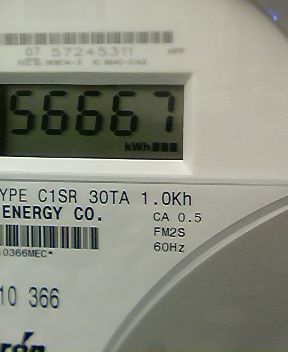 07 57245311
56667
kWh
YPE C1SR 30TA 1.0Kh
ENERGY CO.
CA 0.5
FM2S
60Hz
0366MEC*
10 366
rón